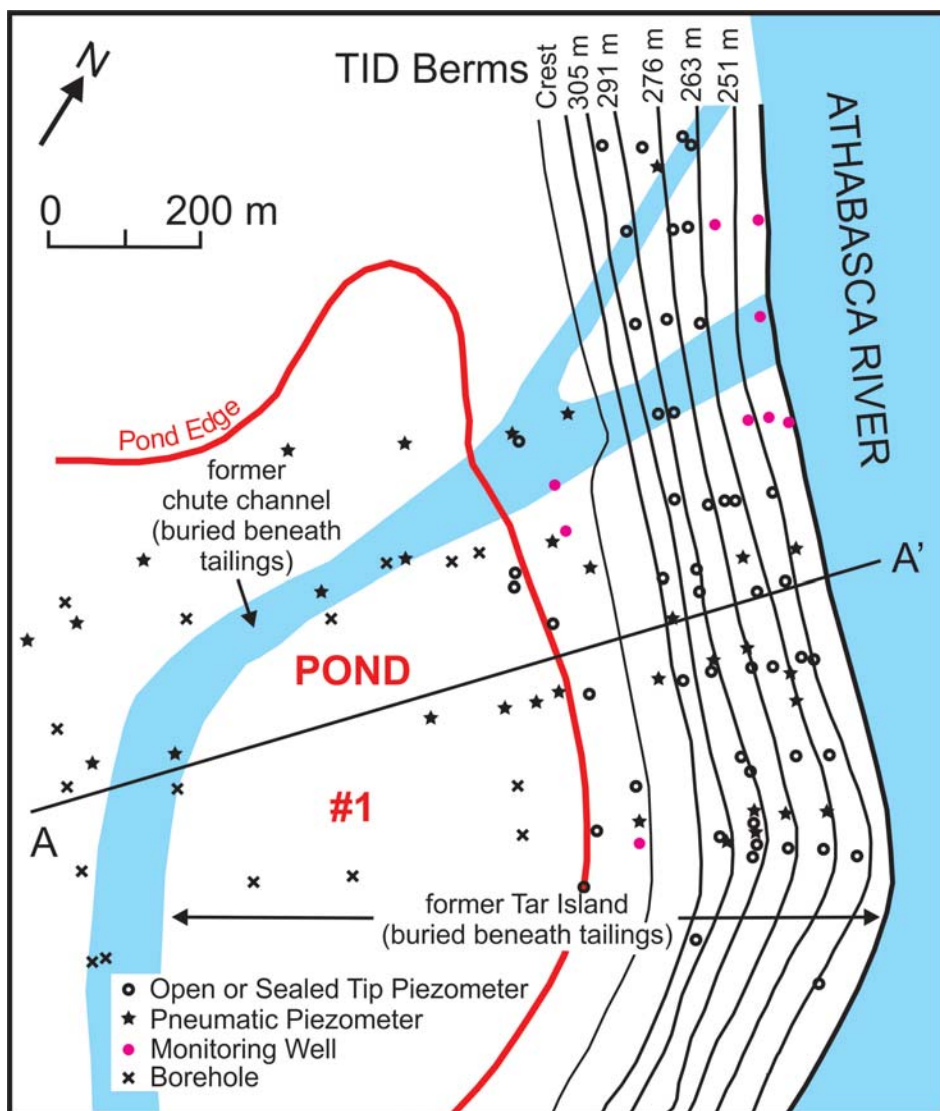 N
TID Berms
Crest
305 m
291 m
276 m
263 m
251 m
ATHABASCA RIVER
0 200 m
Pond Edge
former
chute channel
(buried beneath
tailings)
A'
POND
#1
A
former Tar Island
(buried beneath tailings)
Open or Sealed Tip Piezometer
Pneumatic Piezometer
Monitoring Well
Borehole